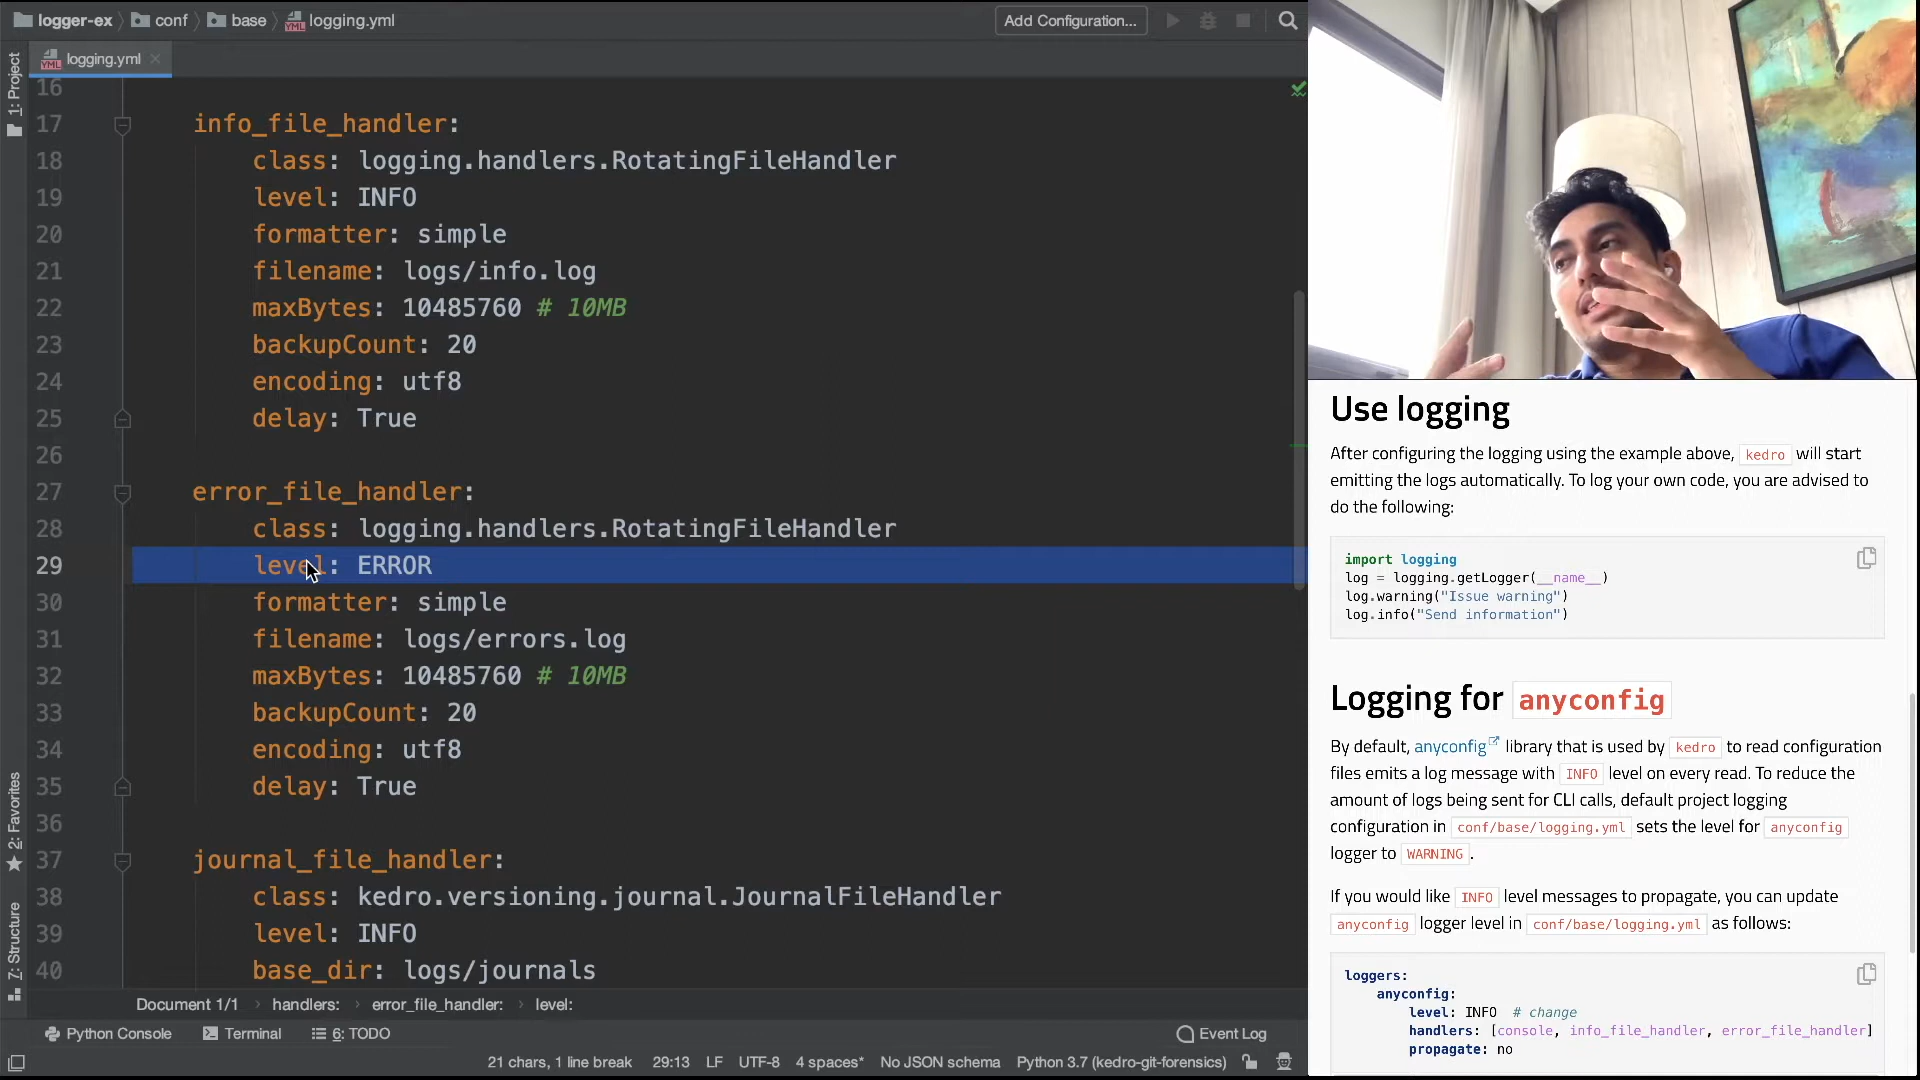 logger-ex
conf
base
logging.yml
Add Configuration...
logging.yml
1: Project
16
17 info_file_handler:
18 class: logging.handlers.RotatingFileHandler
19 level: INFO
20 formatter: simple
21 filename: logs/info.log
22 maxBytes: 10485760 # 10MB
23 backupCount: 20
24 encoding: utf8
25 delay: True
26
27 error_file_handler:
28 class: logging.handlers.RotatingFileHandler
29 level: ERROR
30 formatter: simple
31 filename: logs/errors.log
32 maxBytes: 10485760 # 10MB
33 backupCount: 20
34 encoding: utf8
35 delay: True
36
37 journal_file_handler:
38 class: kedro.versioning.journal.JournalFileHandler
39 level: INFO
40 base_dir: logs/journals
2: Favorites
7: Structure
Document 1/1
handlers:
error_file_handler:
level:
Python Console
Terminal
6: TODO
Event Log
21 chars, 1 line break
29:13
LF
UTF-8
4 spaces*
No JSON schema
Python 3.7 (kedro-git-forensics)
Use logging
After configuring the logging using the example above, kedro will start
emitting the logs automatically. To log your own code, you are advised to
do the following:
import logging
log = logging.getLogger(__name__)
log.warning("Issue warning")
log.info("Send information")
Logging for anyconfig
By default, anyconfig library that is used by kedro to read configuration
files emits a log message with INFO level on every read. To reduce the
amount of logs being sent for CLI calls, default project logging
configuration in conf/base/logging.yml sets the level for anyconfig
logger to WARNING.
If you would like INFO level messages to propagate, you can update
anyconfig logger level in conf/base/logging.yml as follows:
loggers:
anyconfig:
level: INFO # change
handlers: [console, info_file_handler, error_file_handler]
propagate: no